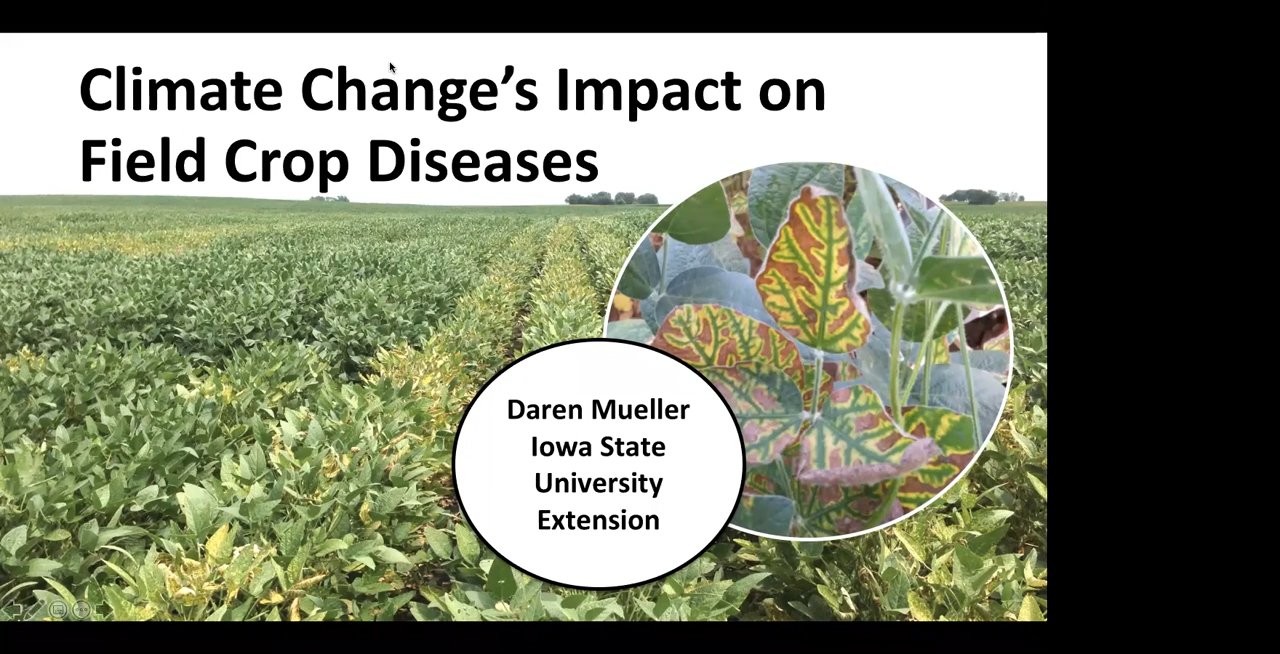 Climate Change's Impact on
Field Crop Diseases
Daren Mueller
Iowa State
University
Extension